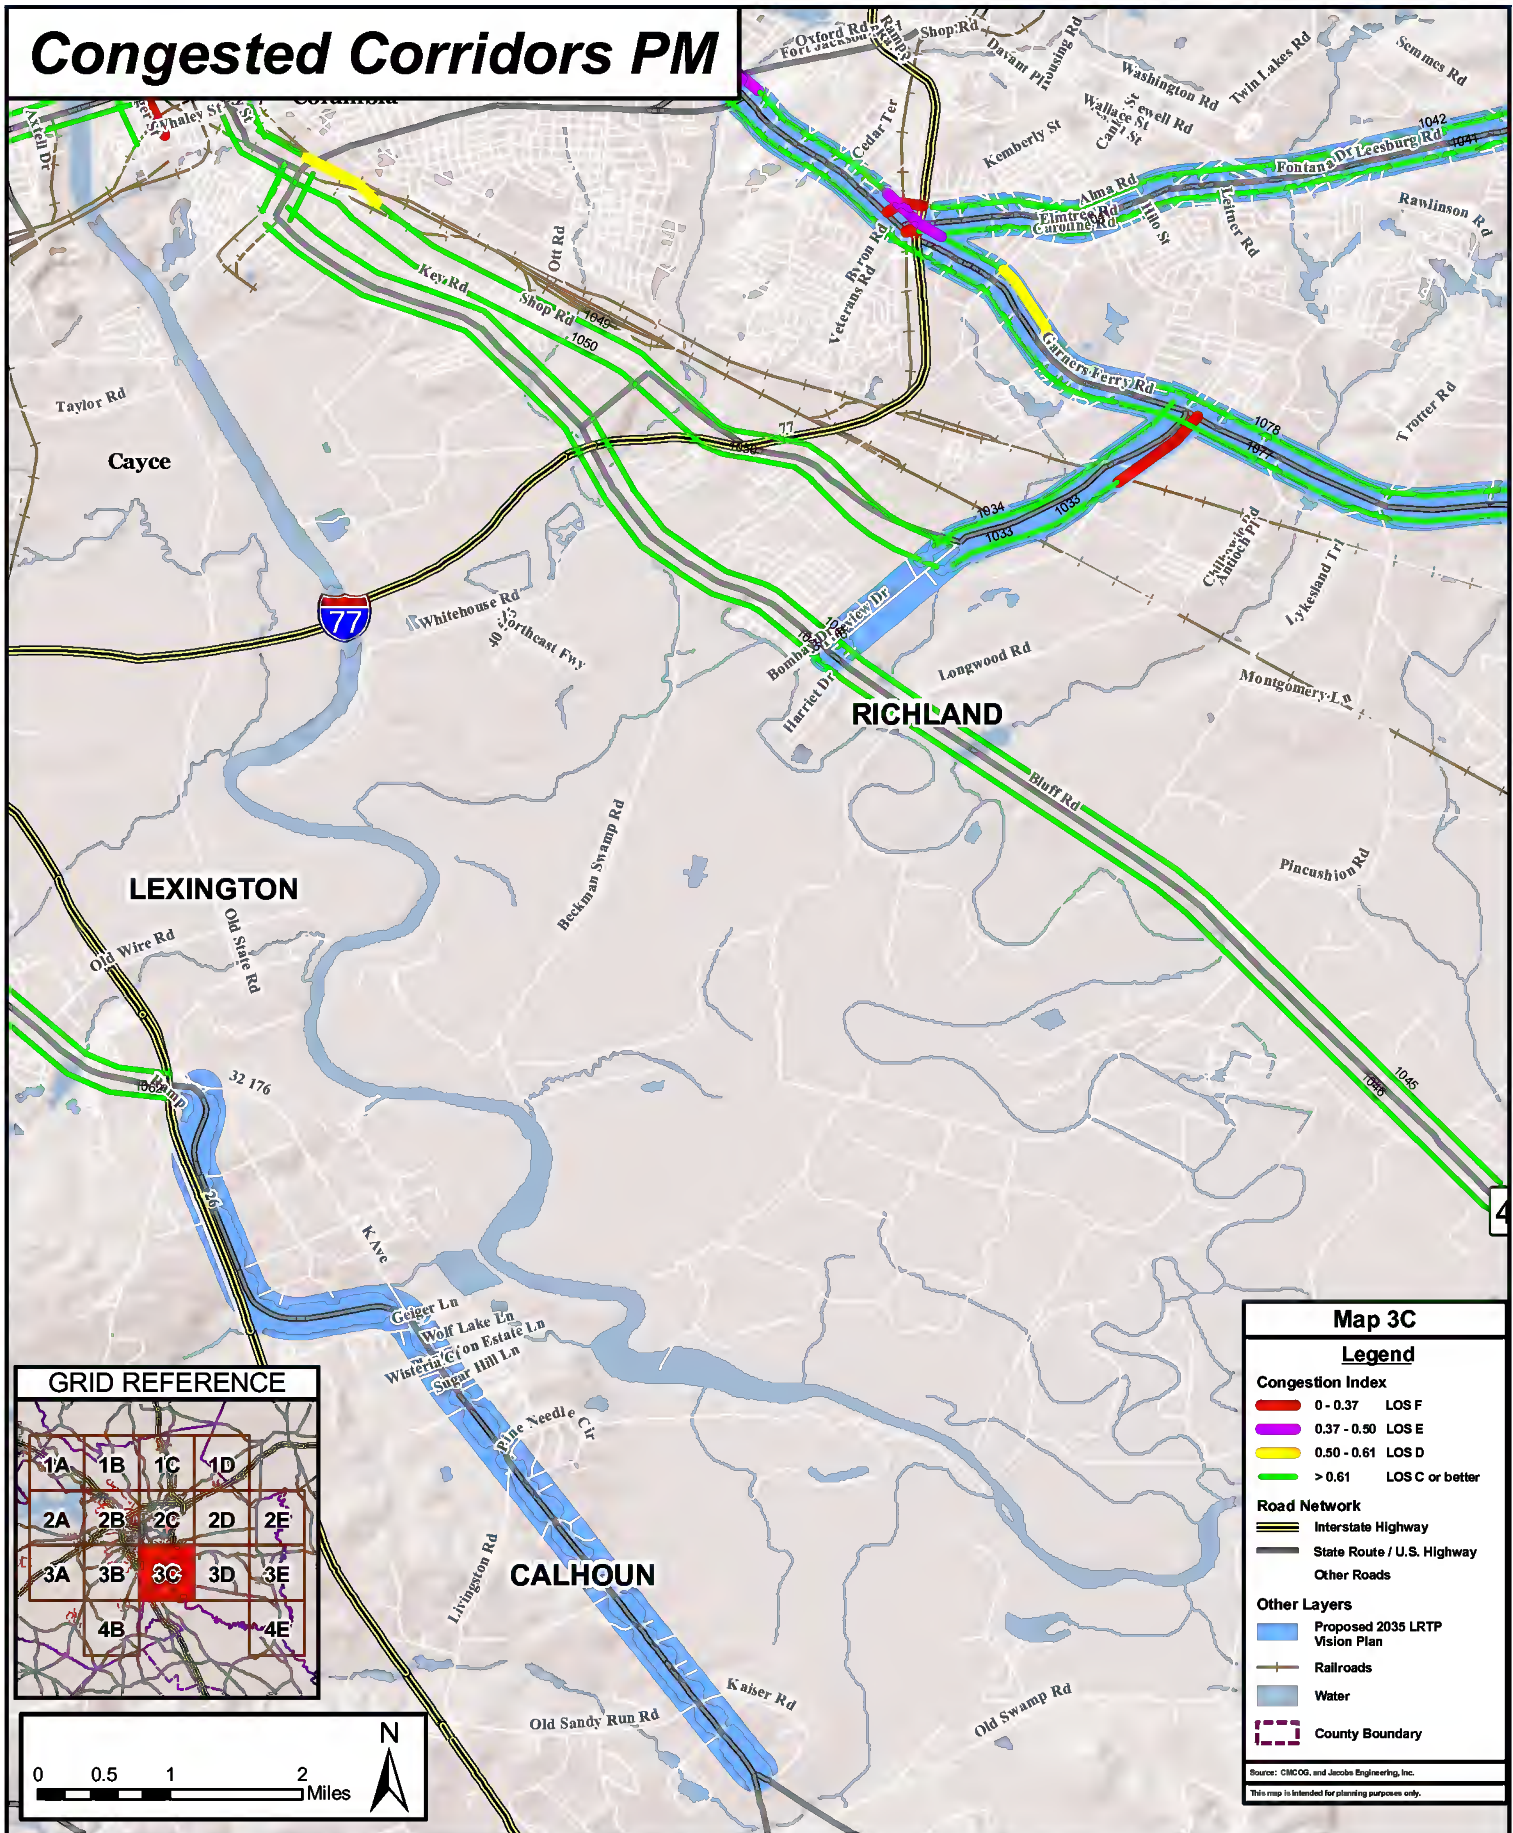 Congested Corridors PM
Oxford Rd
Fort Jackson
Ramp
Shop Rd
Davant Pl
Housing Rd
Washington Rd
Twin Lakes Rd
Semmes Rd
Wallace St
Sewell Rd
Kemberly St
Cedar Ter
Axtell Dr
Whaley St
St
1042
Fontana Dr
Leesburg Rd
1041
Alma Rd
Elmtree Rd
Caroline Rd
Hilo St
Leitner Rd
Rawlinson Rd
Byron Rd
Veterans Rd
Ott Rd
Key Rd
Shop Rd
1049
1050
Garners Ferry Rd
Taylor Rd
Cayce
77
1078
1077
Trotter Rd
1034
1033
1033
Antioch Pl
Lykesland Trl
77
Whitehouse Rd
Northcast Fwy
Harriet Dr
Longwood Rd
Montgomery Ln
RICHLAND
Bluff Rd
Beckman Swamp Rd
Pincushion Rd
LEXINGTON
Old Wire Rd
Old State Rd
Ramp
32 176
1045
1046
26
4
K Ave
Geiger Ln
Wolf Lake Ln
Sugar Hill Ln
Pine Needle Cir
Livingston Rd
CALHOUN
Kaiser Rd
Old Sandy Run Rd
Old Swamp Rd
GRID REFERENCE
1A 1B 1C 1D
2A 2B 2C 2D 2E
3A 3B 3C 3D 3E
4B 4E
N
0 0.5 1 2
Miles
Map 3C
Legend
Congestion Index
0 - 0.37 LOS F
0.37 - 0.50 LOS E
0.50 - 0.61 LOS D
> 0.61 LOS C or better
Road Network
Interstate Highway
State Route / U.S. Highway
Other Roads
Other Layers
Proposed 2035 LRTP
Vision Plan
Railroads
Water
County Boundary
Source: CMCOG, and Jacobs Engineering, Inc.
This map is intended for planning purposes only.